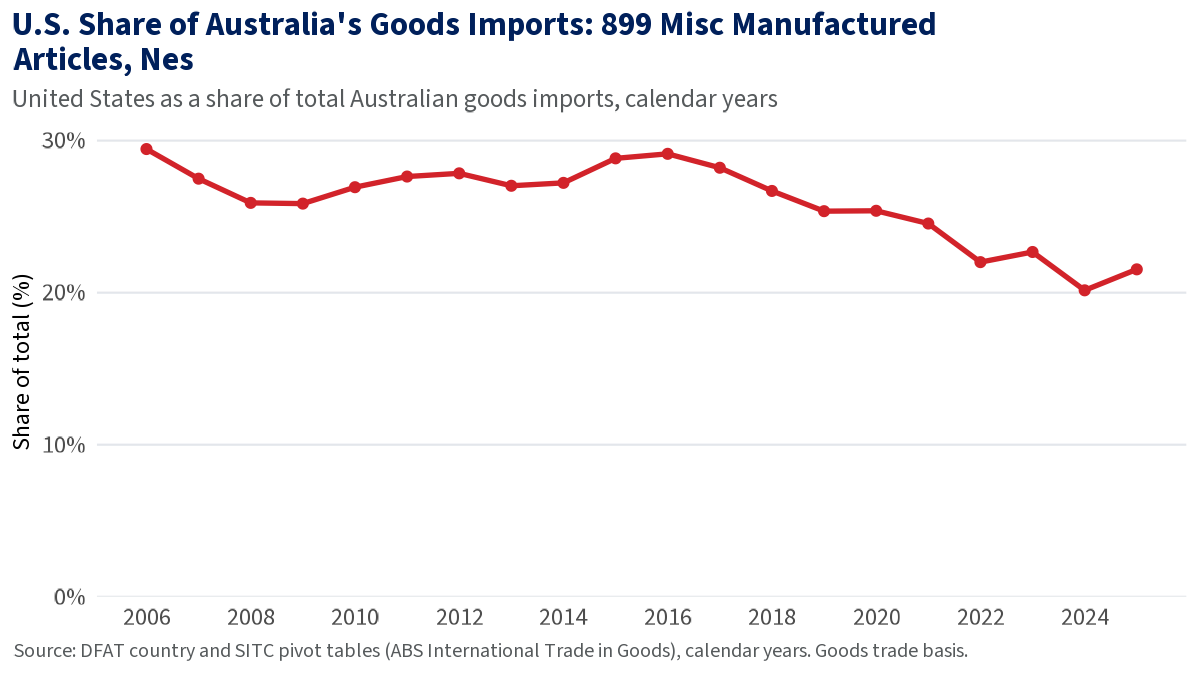 U.S. Share of Australia's Goods Imports: 899 Misc Manufactured
Articles, Nes
United States as a share of total Australian goods imports, calendar years
Share of total (%)
30%
20%
10%
0%
2006 2008 2010 2012 2014 2016 2018 2020 2022 2024
Source: DFAT country and SITC pivot tables (ABS International Trade in Goods), calendar years. Goods trade basis.